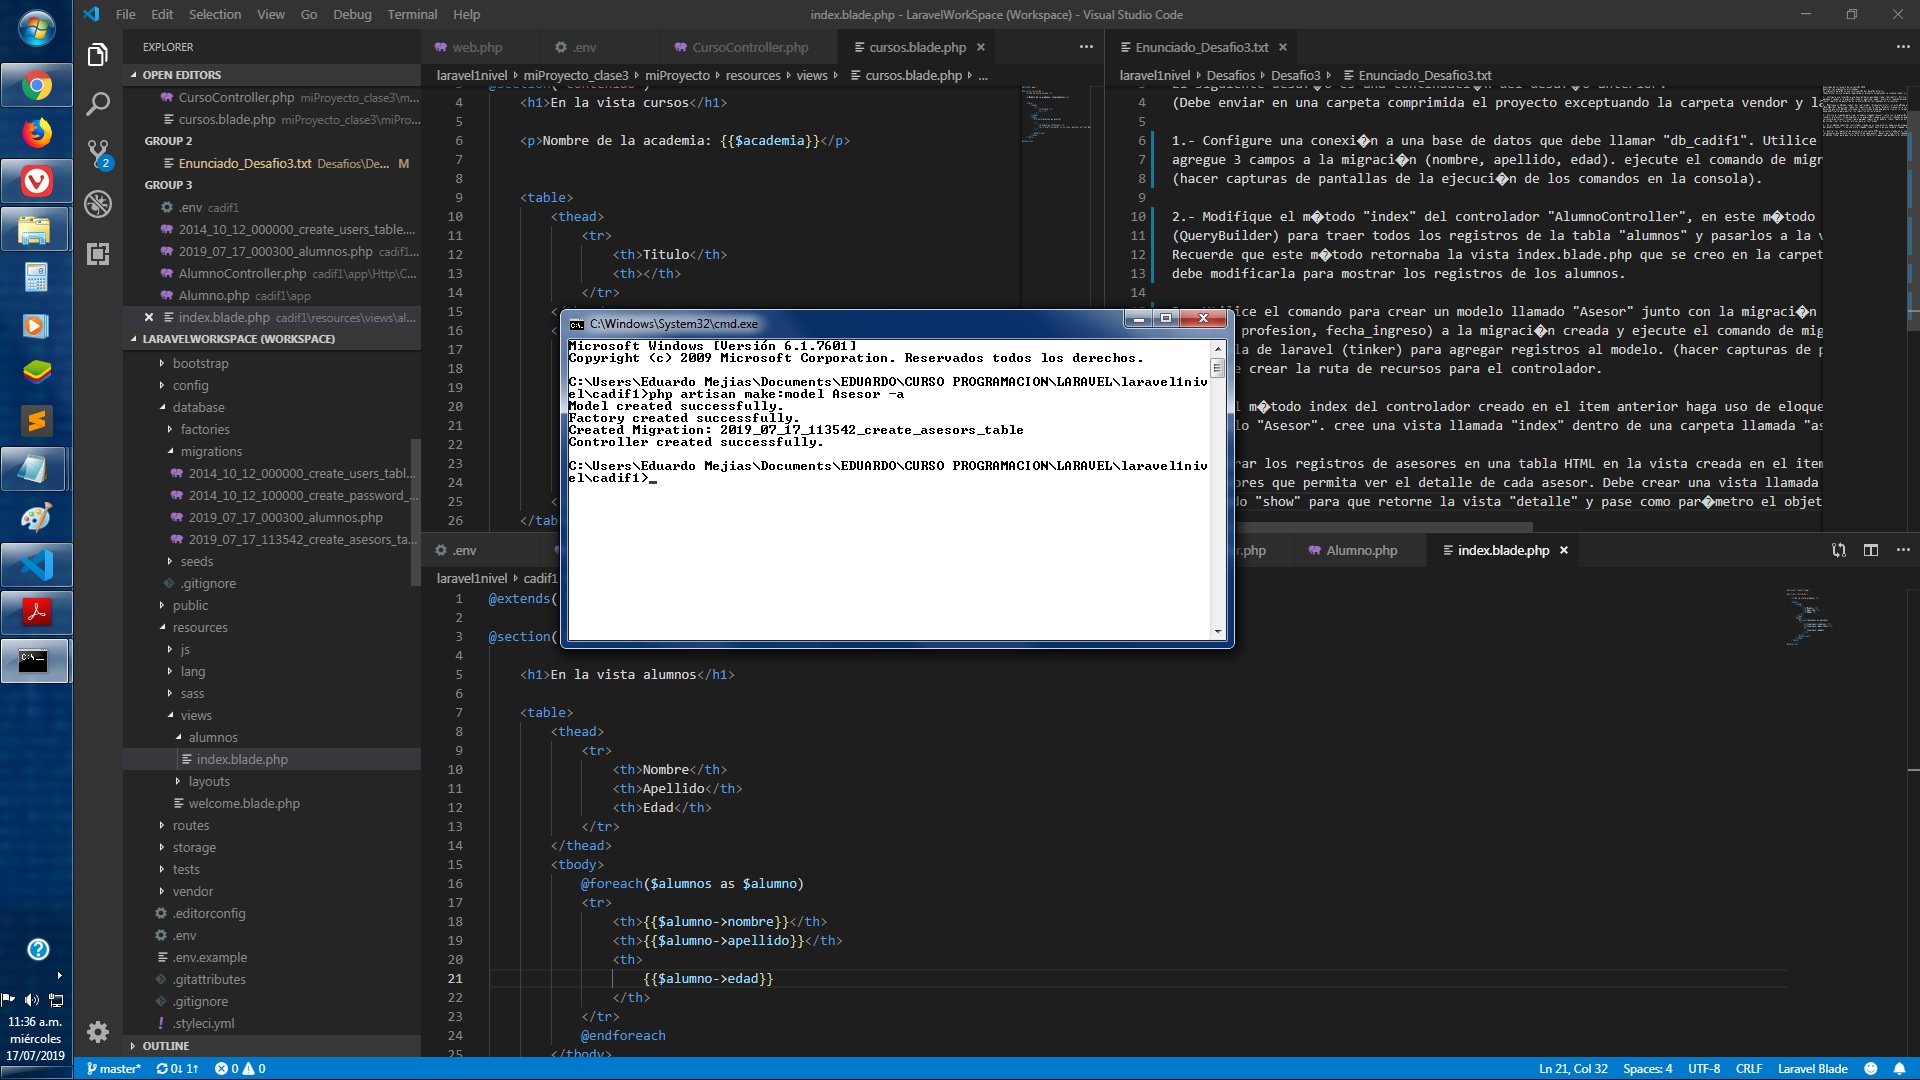 File Edit Selection View Go Debug Terminal Help
index.blade.php - LaravelWorkSpace (Workspace) - Visual Studio Code
EXPLORER
OPEN EDITORS
CursoController.php miProyecto_clase3\m...
cursos.blade.php miProyecto_clase3\miPro...
GROUP 2
Enunciado_Desafio3.txt Desafios\De... M
GROUP 3
.env cadif1
2014_10_12_000000_create_users_table....
2019_07_17_000300_alumnos.php cadif1...
AlumnoController.php cadif1\app\Http\C...
Alumno.php cadif1\app
index.blade.php cadif1\resources\views\al...
LARAVELWORKSPACE (WORKSPACE)
bootstrap
config
database
factories
migrations
2014_10_12_000000_create_users_tabl...
2014_10_12_100000_create_password_...
2019_07_17_000300_alumnos.php
2019_07_17_113542_create_asesors_ta...
seeds
.gitignore
public
resources
js
lang
sass
views
alumnos
index.blade.php
layouts
welcome.blade.php
routes
storage
tests
vendor
.editorconfig
.env
.env.example
.gitattributes
.gitignore
.styleci.yml
OUTLINE
2
web.php .env CursoController.php cursos.blade.php
laravel1nivel miProyecto_clase3 miProyecto resources views cursos.blade.php ...
4 <h1>En la vista cursos</h1>
5
6 <p>Nombre de la academia: {{$academia}}</p>
7
8
9 <table>
10 <thead>
11 <tr>
12 <th>Titulo</th>
13 <th></th>
14 </tr>
15
16
17
18
19
20
21
22
23
24
25
26 </tab
Enunciado_Desafio3.txt
laravel1nivel Desafios Desafio3 Enunciado_Desafio3.txt
4 (Debe enviar en una carpeta comprimida el proyecto exceptuando la carpeta vendor y la
5
6 1.- Configure una conexi�n a una base de datos que debe llamar "db_cadif1". Utilice
7 agregue 3 campos a la migraci�n (nombre, apellido, edad). ejecute el comando de migr
8 (hacer capturas de pantallas de la ejecuci�n de los comandos en la consola).
9
10 2.- Modifique el m�todo "index" del controlador "AlumnoController", en este m�todo
11 (QueryBuilder) para traer todos los registros de la tabla "alumnos" y pasarlos a la v
12 Recuerde que este m�todo retornaba la vista index.blade.php que se creo en la carpet
13 debe modificarla para mostrar los registros de los alumnos.
14
ice el comando para crear un modelo llamado "Asesor" junto con la migraci�n
profesion, fecha_ingreso) a la migraci�n creada y ejecute el comando de mig
la de laravel (tinker) para agregar registros al modelo. (hacer capturas de p
e crear la ruta de recursos para el controlador.
l m�todo index del controlador creado en el item anterior haga uso de eloque
lo "Asesor". cree una vista llamada "index" dentro de una carpeta llamada "as
rar los registros de asesores en una tabla HTML en la vista creada en el item
ores que permita ver el detalle de cada asesor. Debe crear una vista llamada
do "show" para que retorne la vista "detalle" y pase como par�metro el objet
C:\Windows\System32\cmd.exe
Microsoft Windows [Versión 6.1.7601]
Copyright (c) 2009 Microsoft Corporation. Reservados todos los derechos.
C:\Users\Eduardo Mejias\Documents\EDUARDO\CURSO PROGRAMACION\LARAVEL\laravel1niv
el\cadif1>php artisan make:model Asesor -a
Model created successfully.
Factory created successfully.
Created Migration: 2019_07_17_113542_create_asesors_table
Controller created successfully.
C:\Users\Eduardo Mejias\Documents\EDUARDO\CURSO PROGRAMACION\LARAVEL\laravel1niv
el\cadif1>_
.env r.php Alumno.php index.blade.php
laravel1nivel cadif1
1 @extends(
2
3 @section(
4
5 <h1>En la vista alumnos</h1>
6
7 <table>
8 <thead>
9 <tr>
10 <th>Nombre</th>
11 <th>Apellido</th>
12 <th>Edad</th>
13 </tr>
14 </thead>
15 <tbody>
16 @foreach($alumnos as $alumno)
17 <tr>
18 <th>{{$alumno->nombre}}</th>
19 <th>{{$alumno->apellido}}</th>
20 <th>
21 {{$alumno->edad}}
22 </th>
23 </tr>
24 @endforeach
25 </tbody>
master* 0↓ 1↑ 0 0
Ln 21, Col 32 Spaces: 4 UTF-8 CRLF Laravel Blade
11:36 a.m.
miércoles
17/07/2019